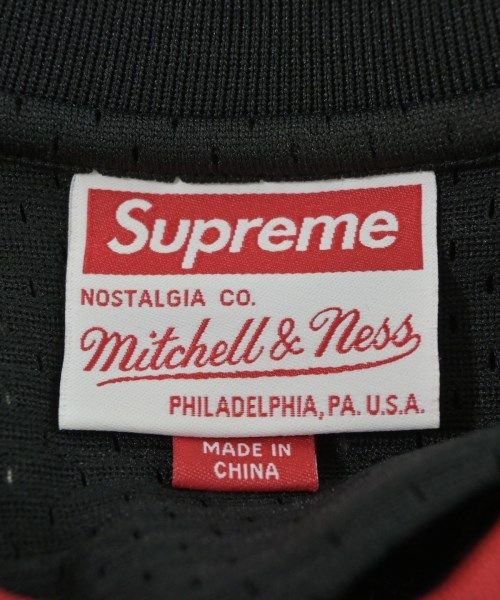 Supreme
NOSTALGIA CO.
Mitchell & Ness
PHILADELPHIA, PA. U.S.A.
MADE IN
CHINA